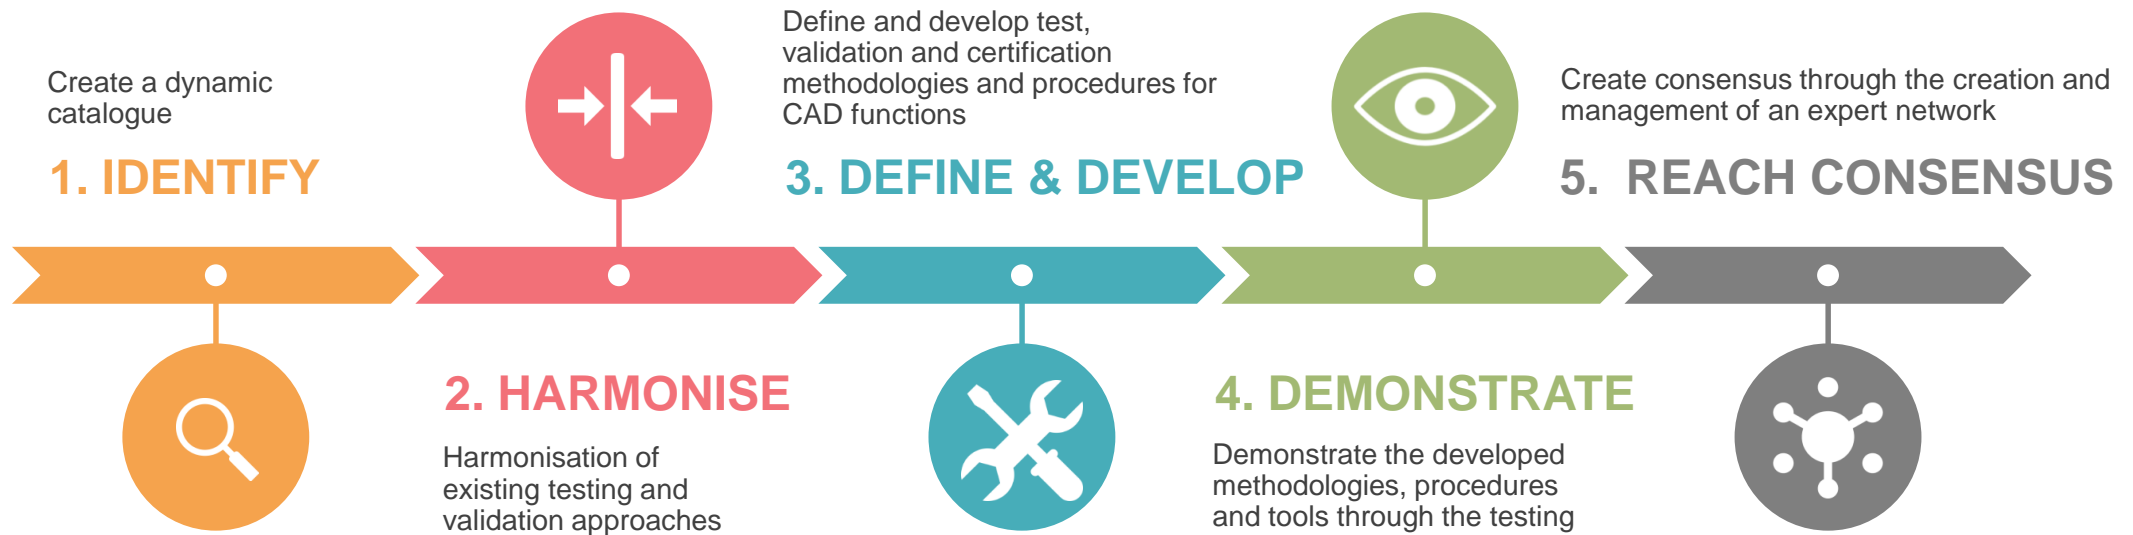 Create a dynamic
catalogue
1. IDENTIFY
2. HARMONISE
Harmonisation of
existing testing and
validation approaches
Define and develop test,
validation and certification
methodologies and procedures for
CAD functions
3. DEFINE & DEVELOP
4. DEMONSTRATE
Demonstrate the developed
methodologies, procedures
and tools through the testing
Create consensus through the creation and
management of an expert network
5. REACH CONSENSUS